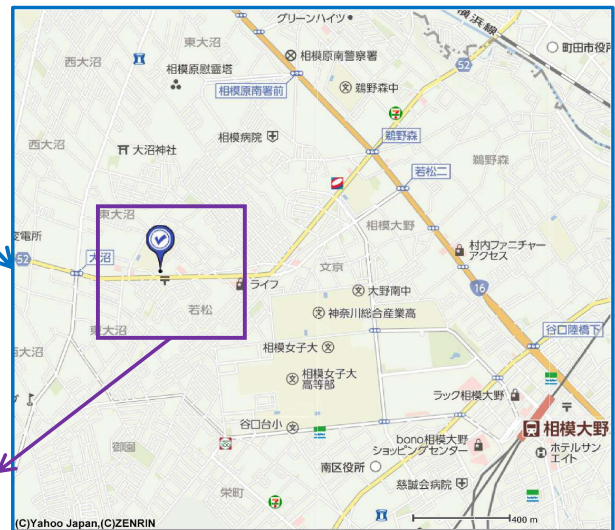 グリーンハイツ
横浜線
町田市役
東大沼
西大沼
相模原慰霊塔
相模原南警察署
52
相模原南署前
鵜野森中
西大沼
大沼神社
相模病院
鵜野森
若松二
鵜野森
東大沼
相模大野
変電所
大沼
52
文京
村内ファニチャー
アクセス
ライフ
大野南中
16
若松
神奈川総合産業高
谷口陸橋下
東大沼
西大沼
相模女子大
相模女子大
高等部
ラック相模大野
谷口台小
相模大野
御園
bono相模大野
ショッピングセンター
ホテルサン
エイト
南区役所
慈誠会病院
栄町
400 m
(C)Yahoo Japan,(C)ZENRIN